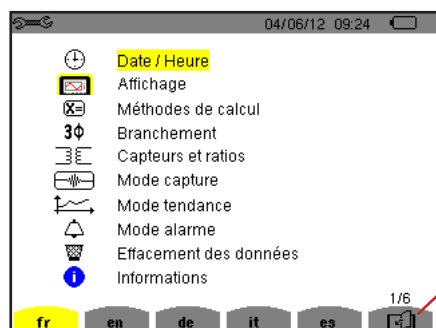 04/06/12 09:24
Date / Heure
Affichage
Méthodes de calcul
3ϕ Branchement
Capteurs et ratios
Mode capture
Mode tendance
Mode alarme
Effacement des données
Informations
1/6
fr en de it es